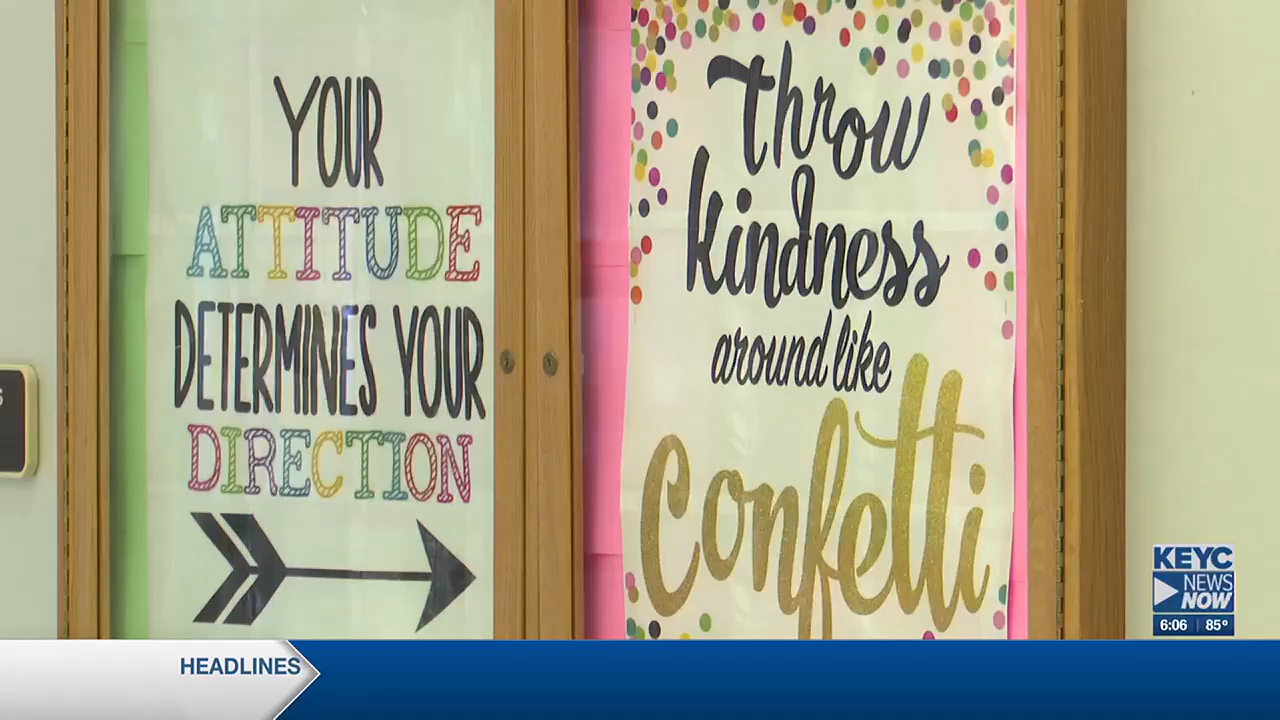 YOUR
ATTITUDE
DETERMINES YOUR
DIRECTION
throw
kindness
around like
Confetti
KEYC
NEWS
NOW
6:06 85°
HEADLINES